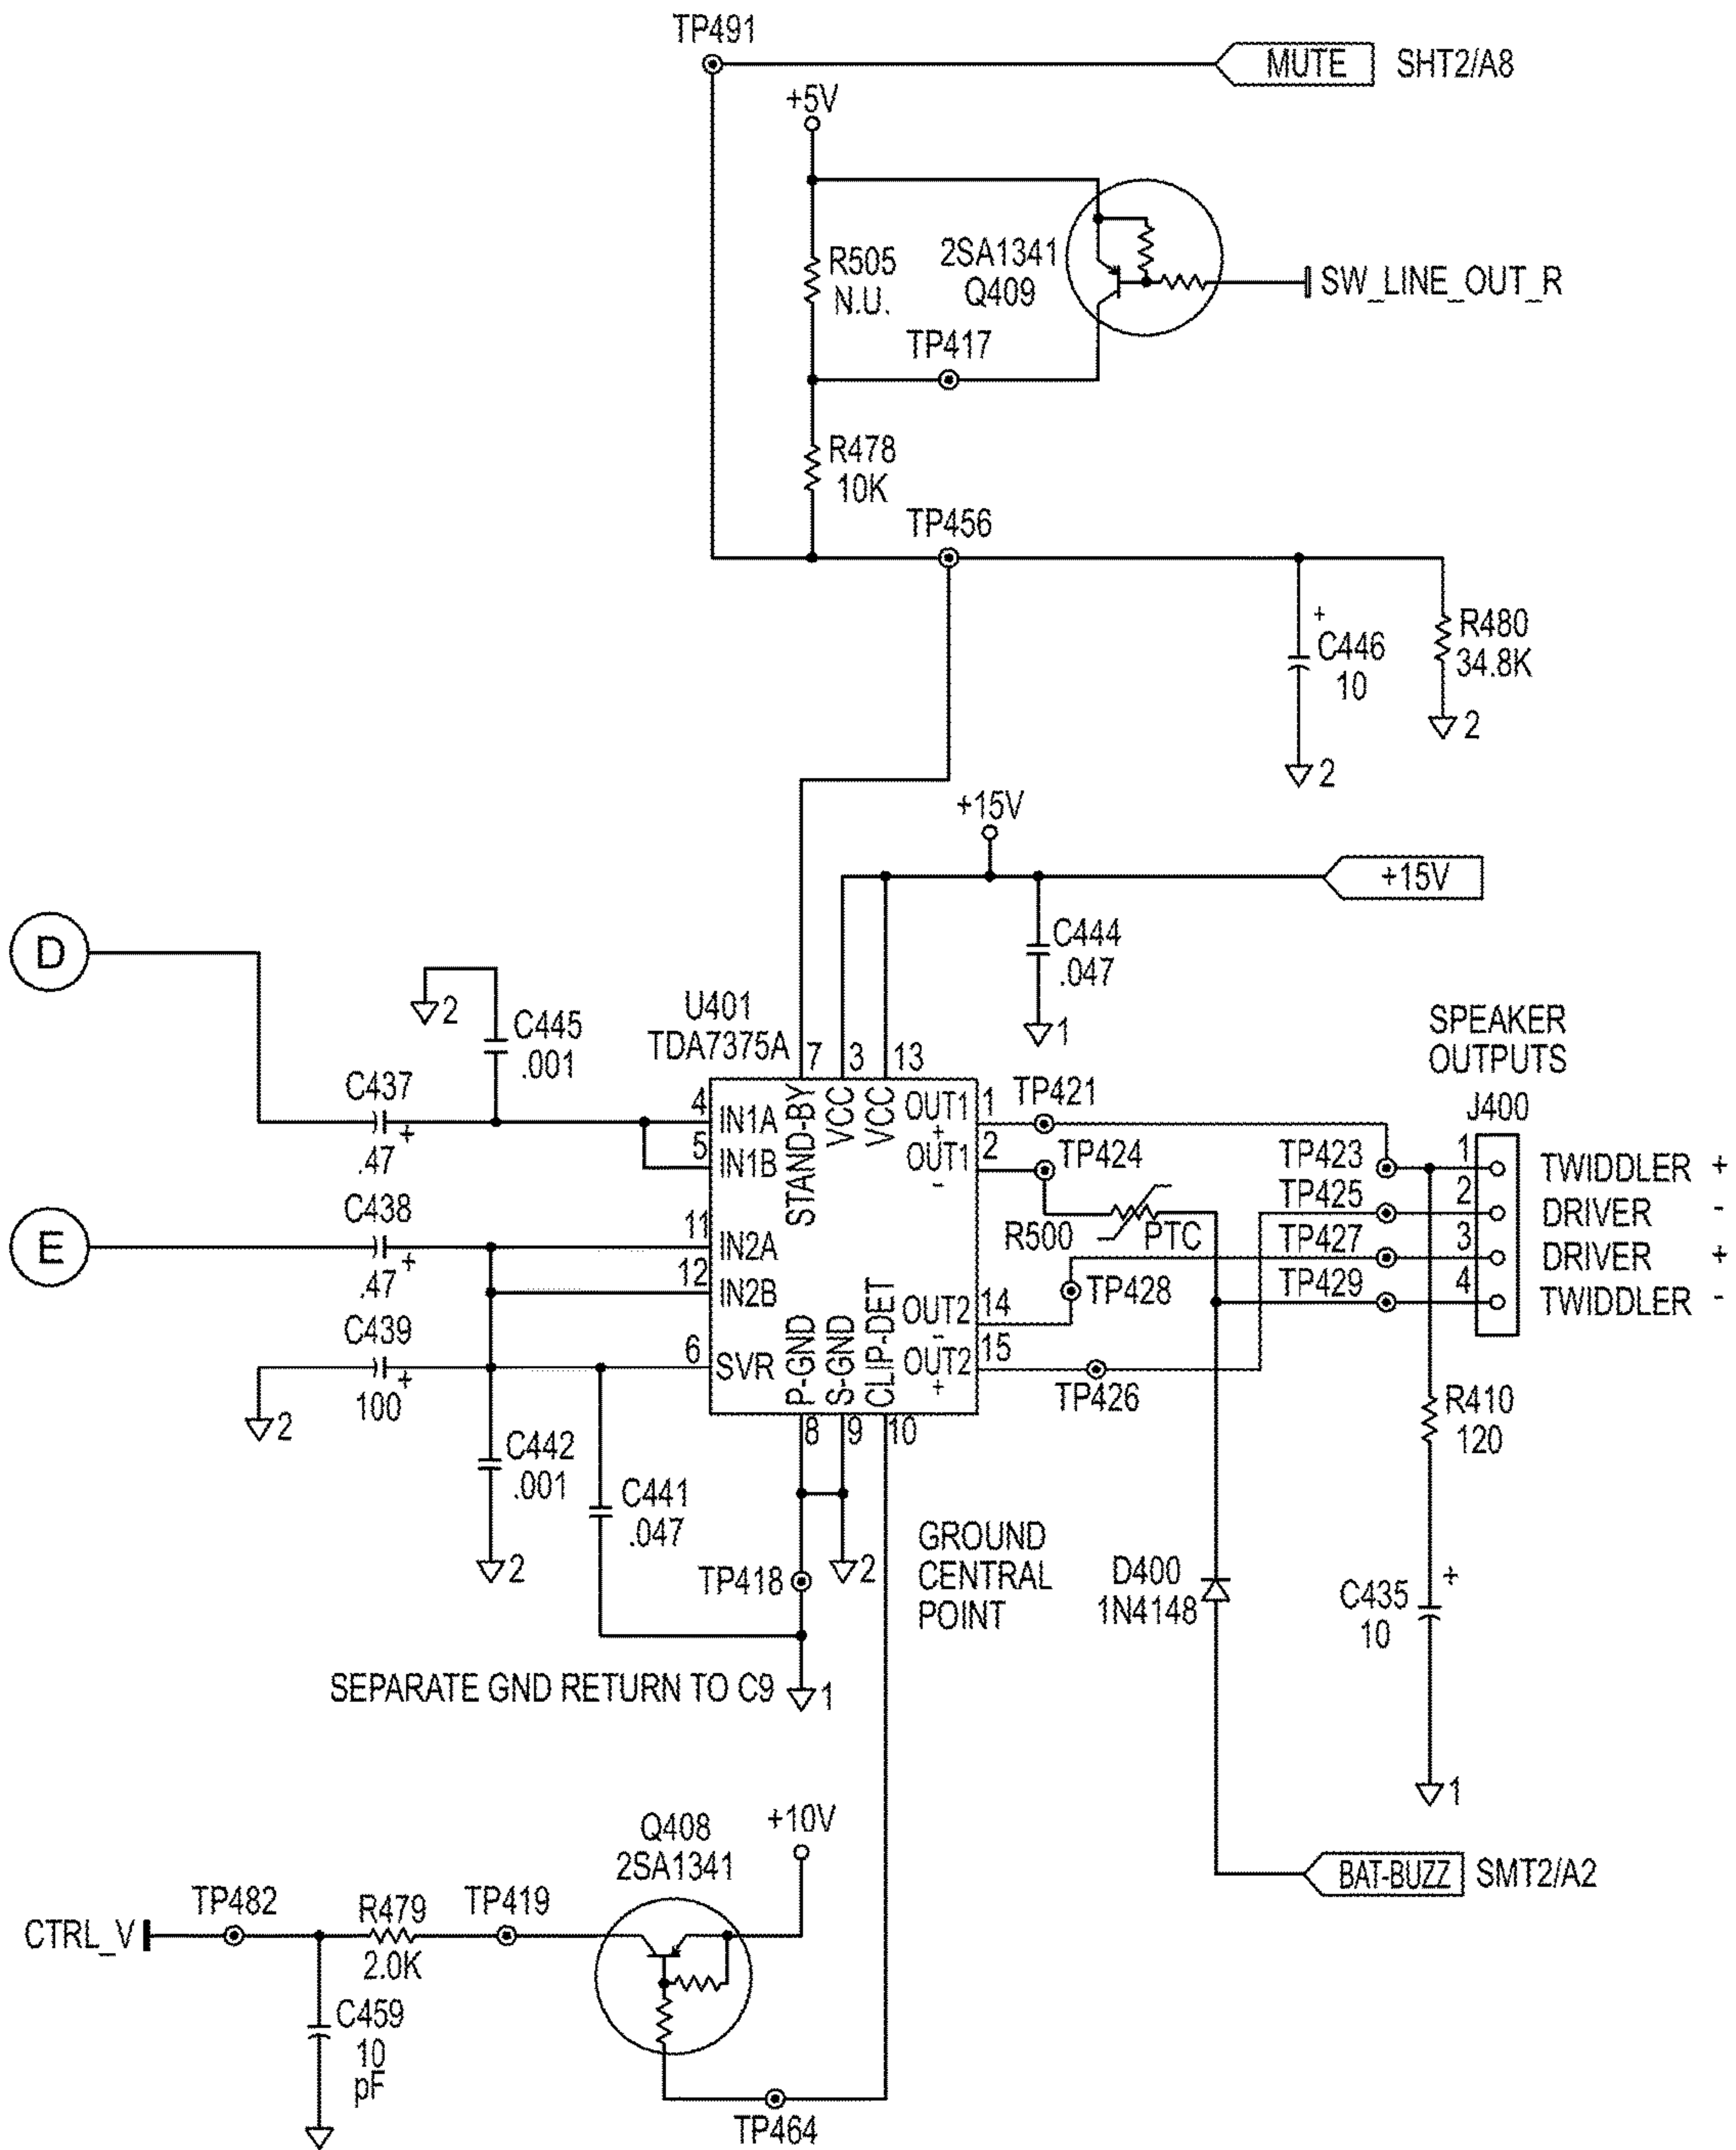 TP491
MUTE SHT2/A8
+5V
R505
N.U.
2SA1341
Q409
SW_LINE_OUT_R
TP417
R478
10K
TP456
+
C446
10
R480
34.8K
2
2
+15V
+15V
C444
.047
1
D
2
C445
.001
U401
TDA7375A
7 3 13
C437
+
.47
4 IN1A
5 IN1B
STAND-BY
VCC
VCC
OUT1 1
+
OUT1 2
-
TP421
TP424
R500
PTC
SPEAKER
OUTPUTS
J400
TP423 1 TWIDDLER +
TP425 2 DRIVER -
TP427 3 DRIVER +
TP429 4 TWIDDLER -
E
C438
+
.47
11 IN2A
12 IN2B
C439
+
100
2
6 SVR
P-GND
S-GND
CLIP-DET
OUT2 14
-
OUT2 15
+
TP428
TP426
8 9 10
C442
.001
2
C441
.047
TP418
2
GROUND
CENTRAL
POINT
SEPARATE GND RETURN TO C9
1
D400
1N4148
R410
120
C435
+
10
1
BAT-BUZZ SMT2/A2
Q408
2SA1341
+10V
CTRL_V
TP482
R479
2.0K
TP419
C459
10
pF
TP464